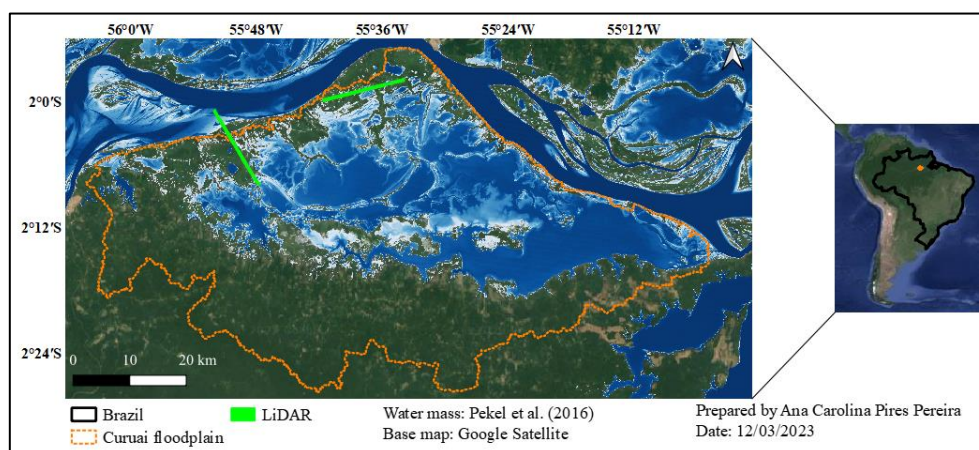 56°0'W 55°48'W 55°36'W 55°24'W 55°12'W
2°0'S
2°12'S
2°24'S
0 10 20 km
Brazil
Curuai floodplain
LiDAR
Water mass: Pekel et al. (2016)
Base map: Google Satellite
Prepared by Ana Carolina Pires Pereira
Date: 12/03/2023